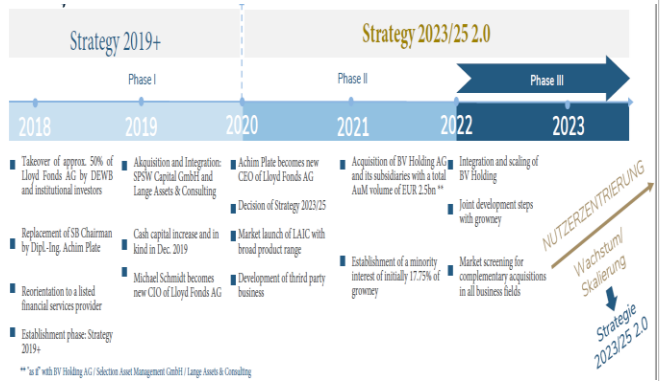 Strategy 2019+
Strategy 2023/25 2.0
Phase I
Phase II
Phase III
2018
2019
2020
2021
2022
2023
Takeover of approx. 50% of
Lloyd Fonds AG by DEWB
and institutional investors
Replacement of SB Chairman
by Dipl.-Ing. Achim Plate
Reorientation to a listed
financial services provider
Establishment phase: Strategy
2019+
Akquisition and Integration:
SPSW Capital GmbH and
Lange Assets & Consulting
Cash capital increase and in
kind in Dec. 2019
Michael Schmidt becomes
new CIO of Lloyd Fonds AG
Achim Plate becomes new
CEO of Lloyd Fonds AG
Decision of Strategy 2023/25
Market launch of LAIC with
broad product range
Development of thrird party
business
Acquisition of BV Holding AG
and its subsidiaries with a total
AuM volume of EUR 2.5bn **
Establishment of a minority
interest of initially 17.75% of
growney
Integration and scaling of
BV Holding
Joint development steps
with growney
Market screening for
complementary acquisitions
in all business fields
NUTZERZENTRIERUNG
Wachstum/
Skalierung
Strategie
2023/25 2.0
** "as if" with BV Holding AG / Selection Asset Management GmbH / Lange Assets & Consulting